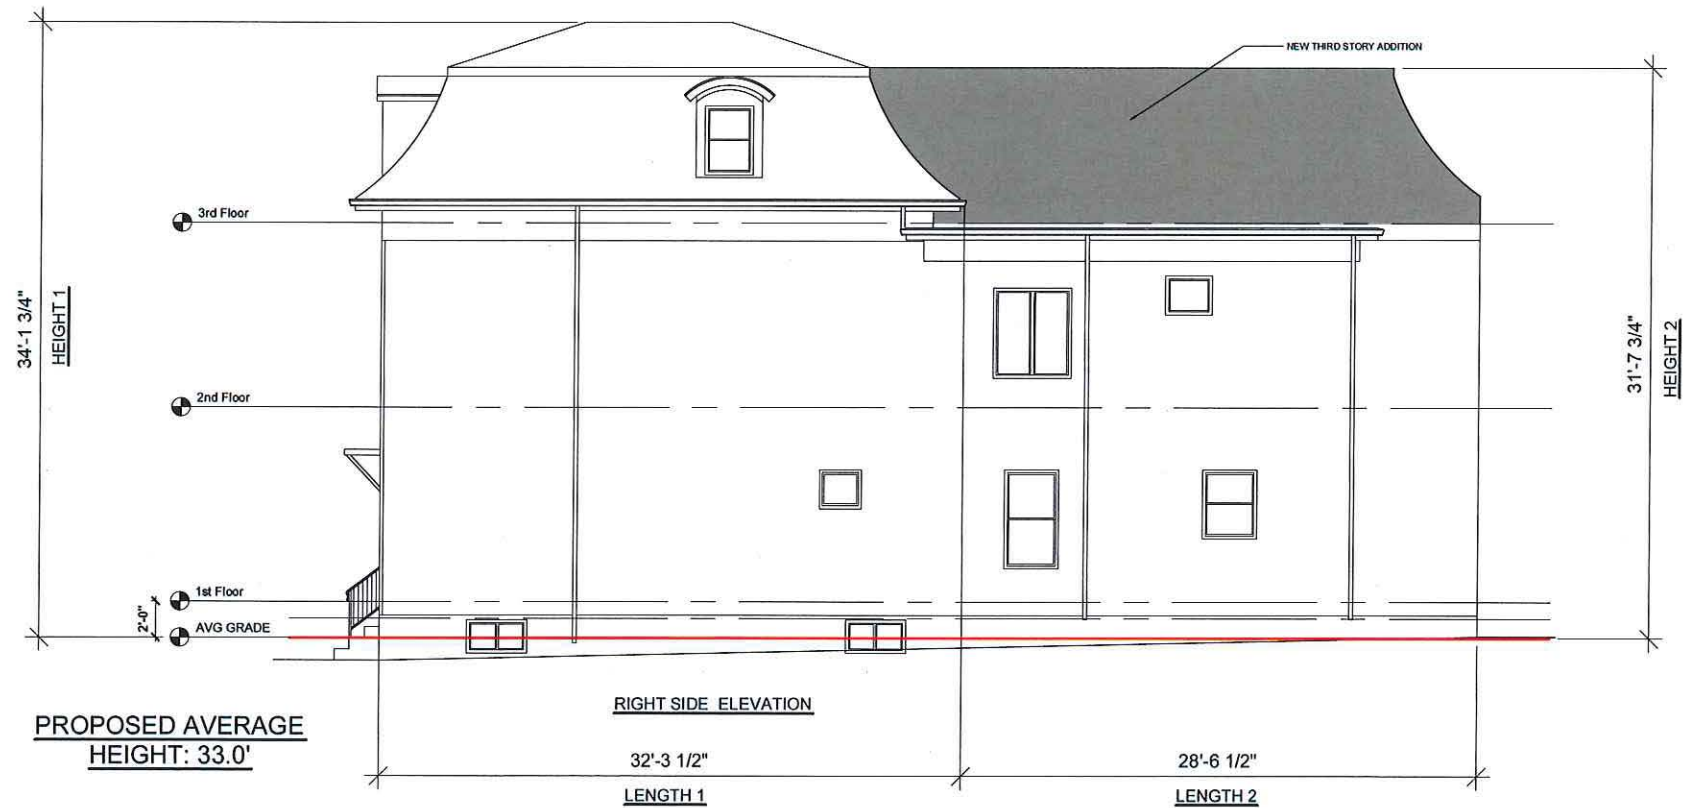 NEW THIRD STORY ADDITION
3rd Floor
34'-1 3/4"
HEIGHT 1
31'-7 3/4"
HEIGHT 2
2nd Floor
1st Floor
2'-0"
AVG GRADE
RIGHT SIDE ELEVATION
PROPOSED AVERAGE
HEIGHT: 33.0'
32'-3 1/2"
28'-6 1/2"
LENGTH 1
LENGTH 2